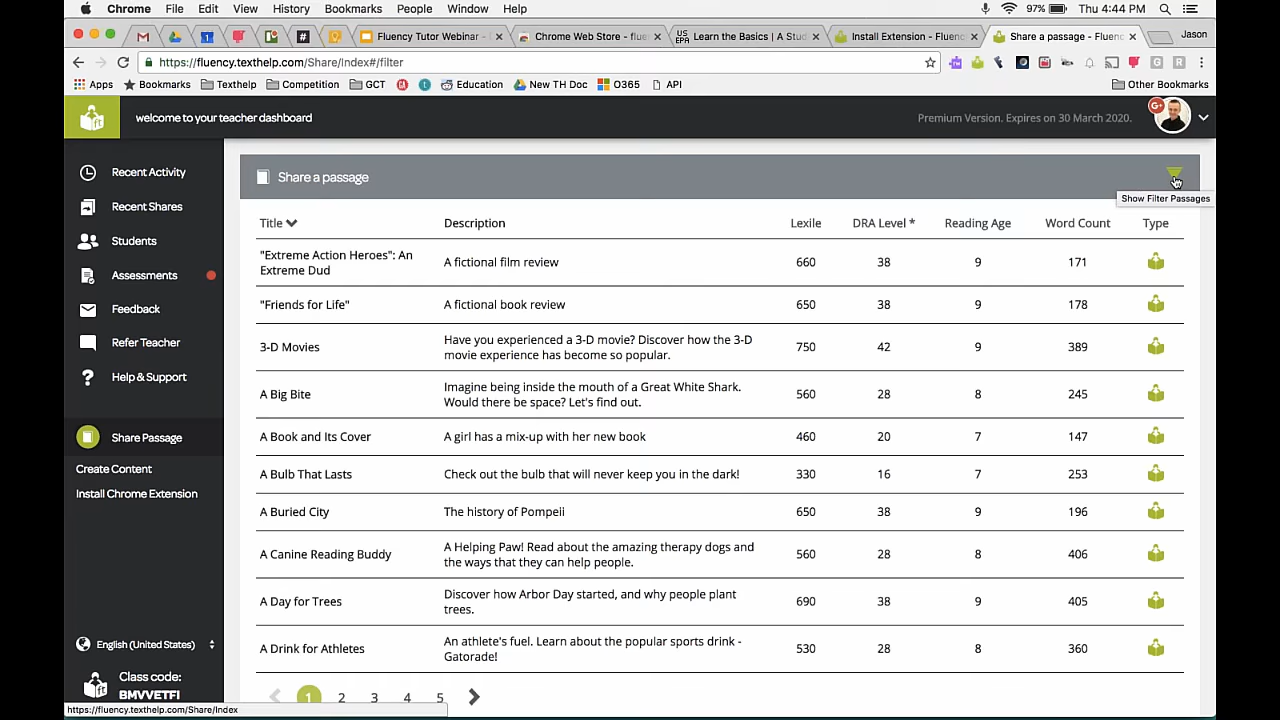 Chrome File Edit View History Bookmarks People Window Help 97% Thu 4:44 PM
Fluency Tutor Webinar - Chrome Web Store - flue US EPA Learn the Basics | A Stud Install Extension - Fluenc Share a passage - Fluenc Jason
https://fluency.texthelp.com/Share/Index#/filter
Apps Bookmarks Texthelp Competition GCT Education New TH Doc O365 API Other Bookmarks
ft welcome to your teacher dashboard Premium Version. Expires on 30 March 2020. G+
Recent Activity
Recent Shares
Students
Assessments
Feedback
Refer Teacher
Help & Support
Share Passage
Create Content
Install Chrome Extension
English (United States)
Class code:
BMVVETFI
https://fluency.texthelp.com/Share/Index
Share a passage
Show Filter Passages
Title Description Lexile DRA Level * Reading Age Word Count Type
"Extreme Action Heroes": An
Extreme Dud A fictional film review 660 38 9 171
"Friends for Life" A fictional book review 650 38 9 178
3-D Movies Have you experienced a 3-D movie? Discover how the 3-D
movie experience has become so popular. 750 42 9 389
A Big Bite Imagine being inside the mouth of a Great White Shark.
Would there be space? Let's find out. 560 28 8 245
A Book and Its Cover A girl has a mix-up with her new book 460 20 7 147
A Bulb That Lasts Check out the bulb that will never keep you in the dark! 330 16 7 253
A Buried City The history of Pompeii 650 38 9 196
A Canine Reading Buddy A Helping Paw! Read about the amazing therapy dogs and
the ways that they can help people. 560 28 8 406
A Day for Trees Discover how Arbor Day started, and why people plant
trees. 690 38 9 405
A Drink for Athletes An athlete's fuel. Learn about the popular sports drink -
Gatorade! 530 28 8 360
1 2 3 4 5